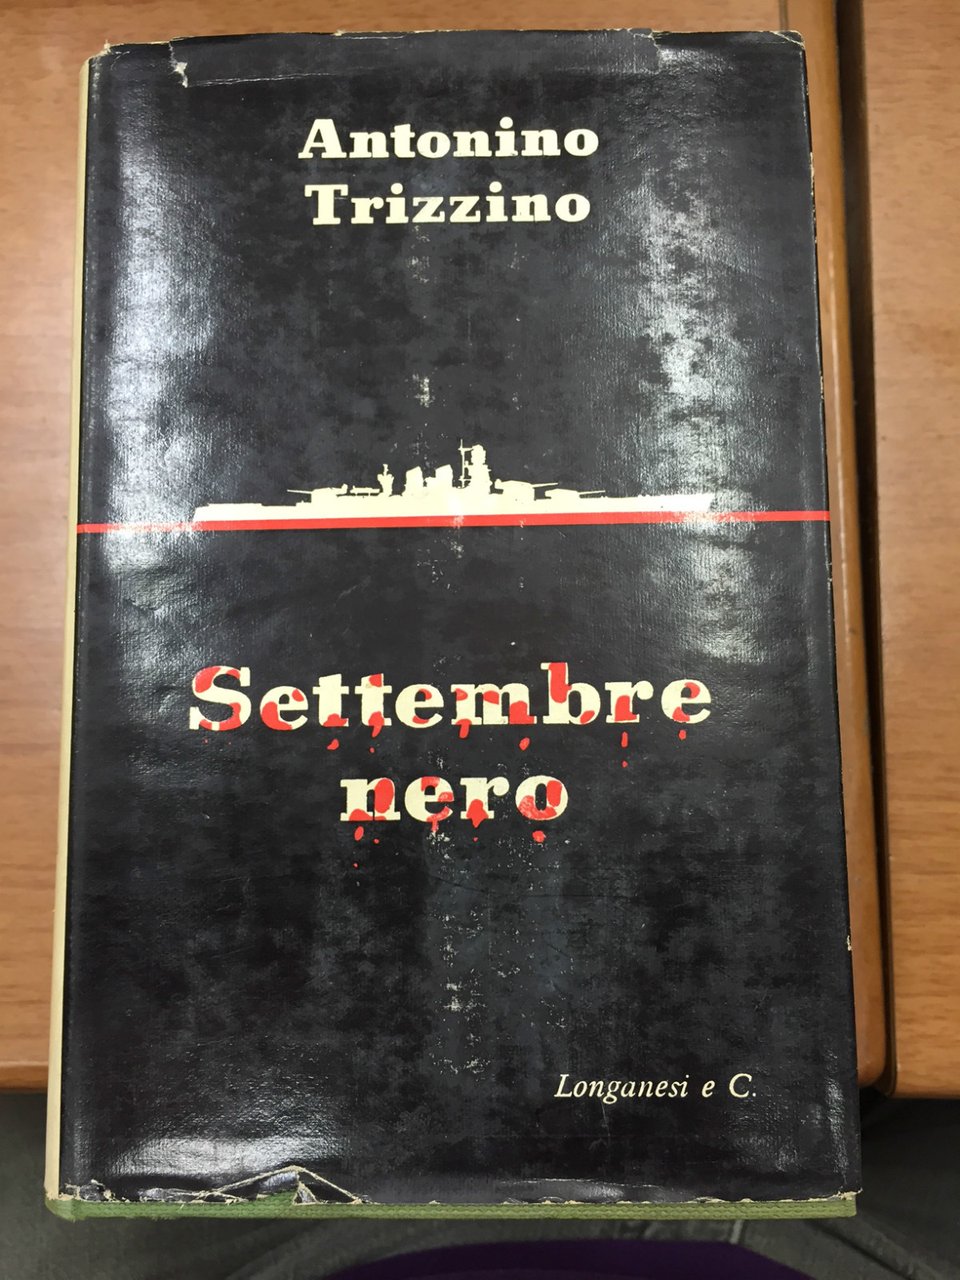 Antonino
Trizzino
Settembre
nero
Longanesi e C.